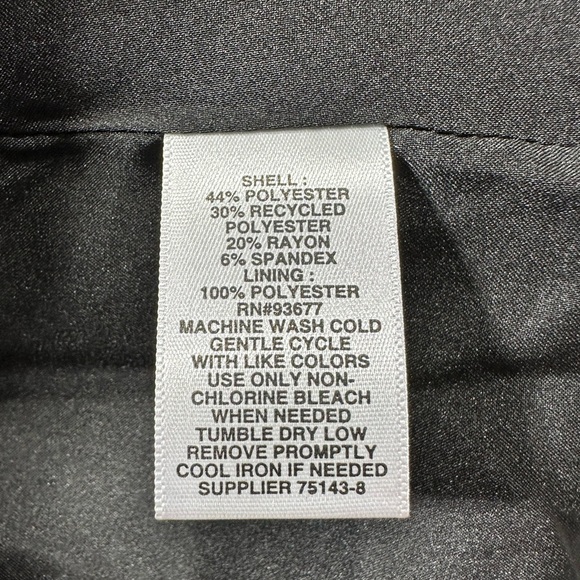 SHELL :
44% POLYESTER
30% RECYCLED
POLYESTER
20% RAYON
6% SPANDEX
LINING :
100% POLYESTER
RN#93677
MACHINE WASH COLD
GENTLE CYCLE
WITH LIKE COLORS
USE ONLY NON-
CHLORINE BLEACH
WHEN NEEDED
TUMBLE DRY LOW
REMOVE PROMPTLY
COOL IRON IF NEEDED
SUPPLIER 75143-8